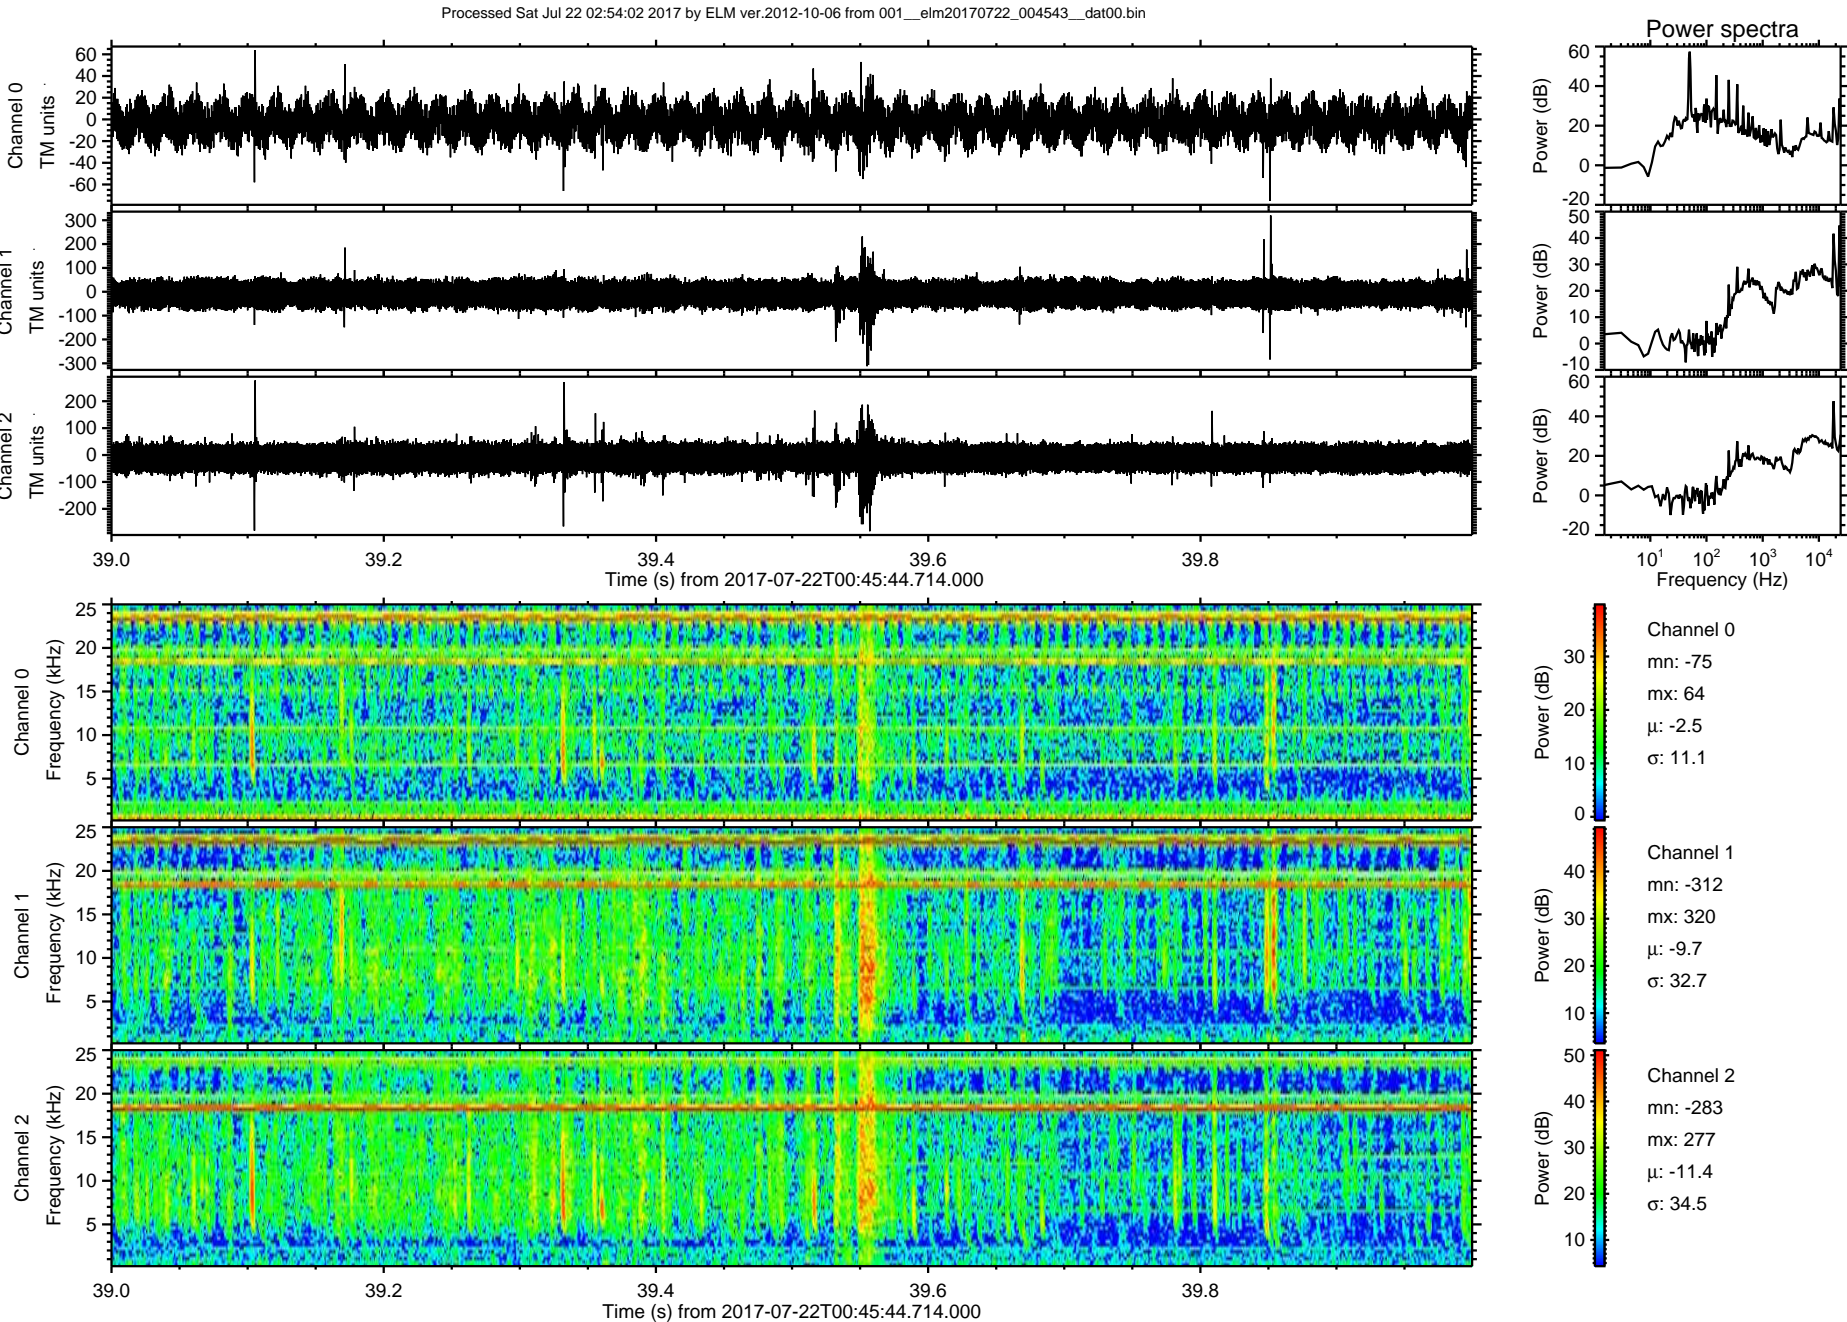 Processed Sat Jul 22 02:54:02 2017 by ELM ver.2012-10-06 from 001__elm20170722_004543__dat00.bin
Power spectra
Channel 0
TM units
60
40
20
0
-20
-40
-60
Power (dB)
60
40
20
0
-20
Channel 1
TM units
300
200
100
0
-100
-200
-300
Power (dB)
50
40
30
20
10
0
-10
Channel 2
TM units
200
100
0
-100
-200
Power (dB)
60
40
20
0
-20
39.0 39.2 39.4 39.6 39.8
Time (s) from 2017-07-22T00:45:44.714.000
10^1 10^2 10^3 10^4
Frequency (Hz)
Channel 0
Frequency (kHz)
25
20
15
10
5
Power (dB)
30
20
10
0
Channel 0
mn: -75
mx: 64
μ: -2.5
σ: 11.1
Channel 1
Frequency (kHz)
25
20
15
10
5
Power (dB)
40
30
20
10
Channel 1
mn: -312
mx: 320
μ: -9.7
σ: 32.7
Channel 2
Frequency (kHz)
25
20
15
10
5
Power (dB)
50
40
30
20
10
Channel 2
mn: -283
mx: 277
μ: -11.4
σ: 34.5
39.0 39.2 39.4 39.6 39.8
Time (s) from 2017-07-22T00:45:44.714.000